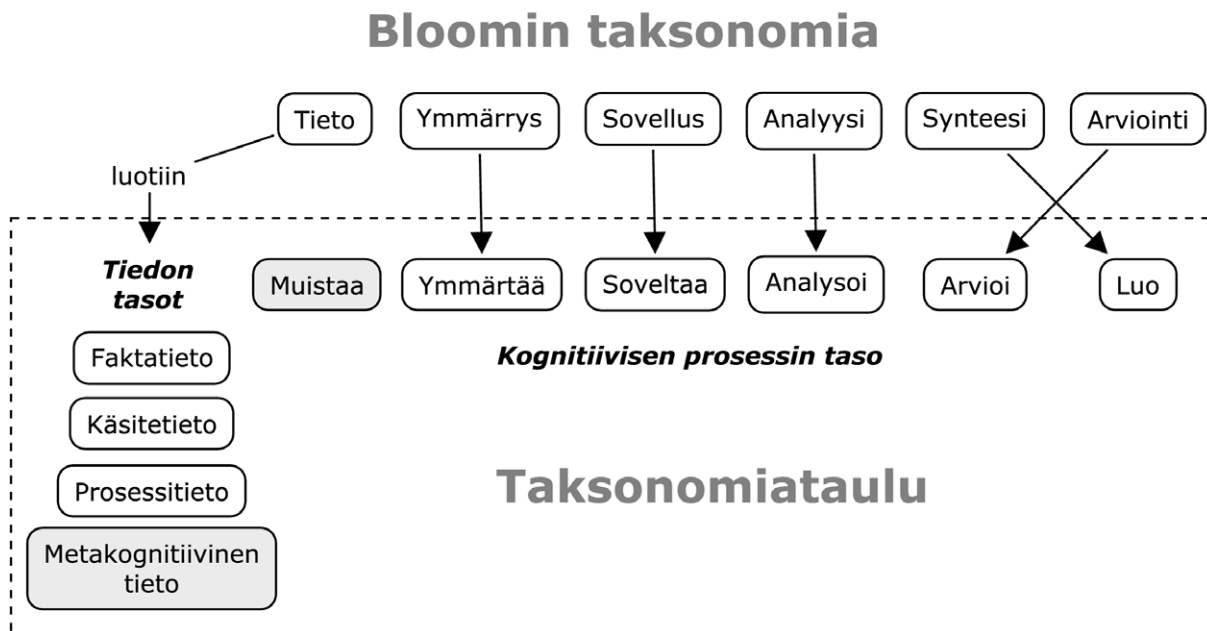 Bloomin taksonomia
Tieto
Ymmärrys
Sovellus
Analyysi
Synteesi
Arviointi
luotiin
Tiedon
tasot
Muistaa
Ymmärtää
Soveltaa
Analysoi
Arvioi
Luo
Faktatieto
Kognitiivisen prosessin taso
Käsitetieto
Prosessitieto
Taksonomiataulu
Metakognitiivinen
tieto